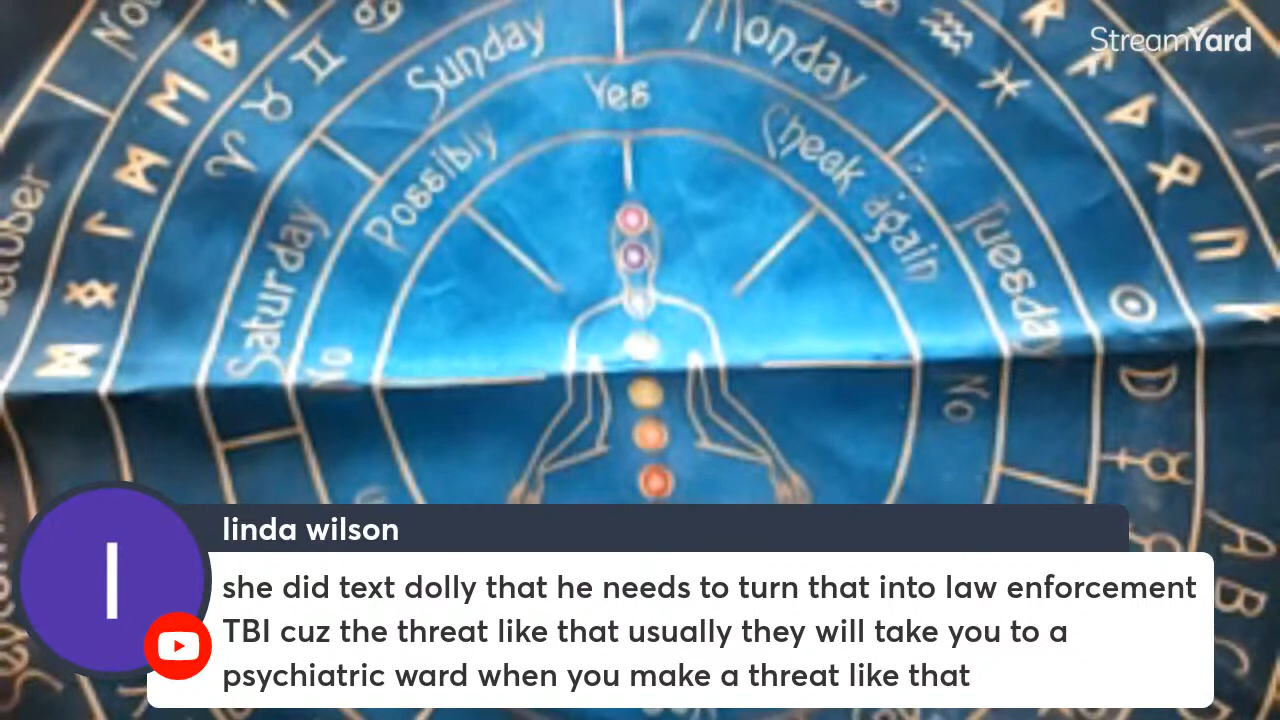 StreamYard
Sunday
Monday
Yes
Possibly
Check again
Saturday
Tuesday
No
No
linda wilson
she did text dolly that he needs to turn that into law enforcement
TBI cuz the threat like that usually they will take you to a
psychiatric ward when you make a threat like that